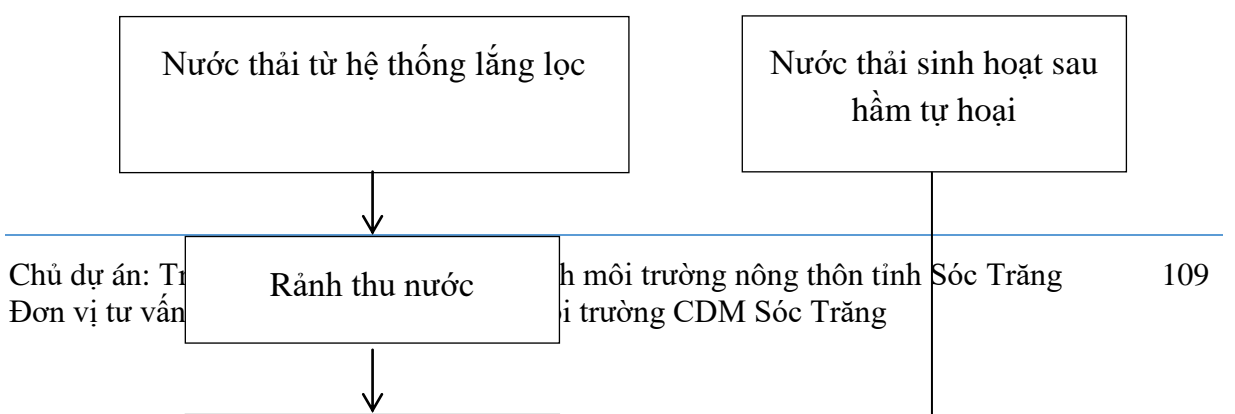 Nước thải từ hệ thống lắng lọc
Nước thải sinh hoạt sau
hầm tự hoại
Rảnh thu nước
Chủ dự án: môi trường nông thôn tỉnh Sóc Trăng 109
Đơn vị tư vấn trường CDM Sóc Trăng